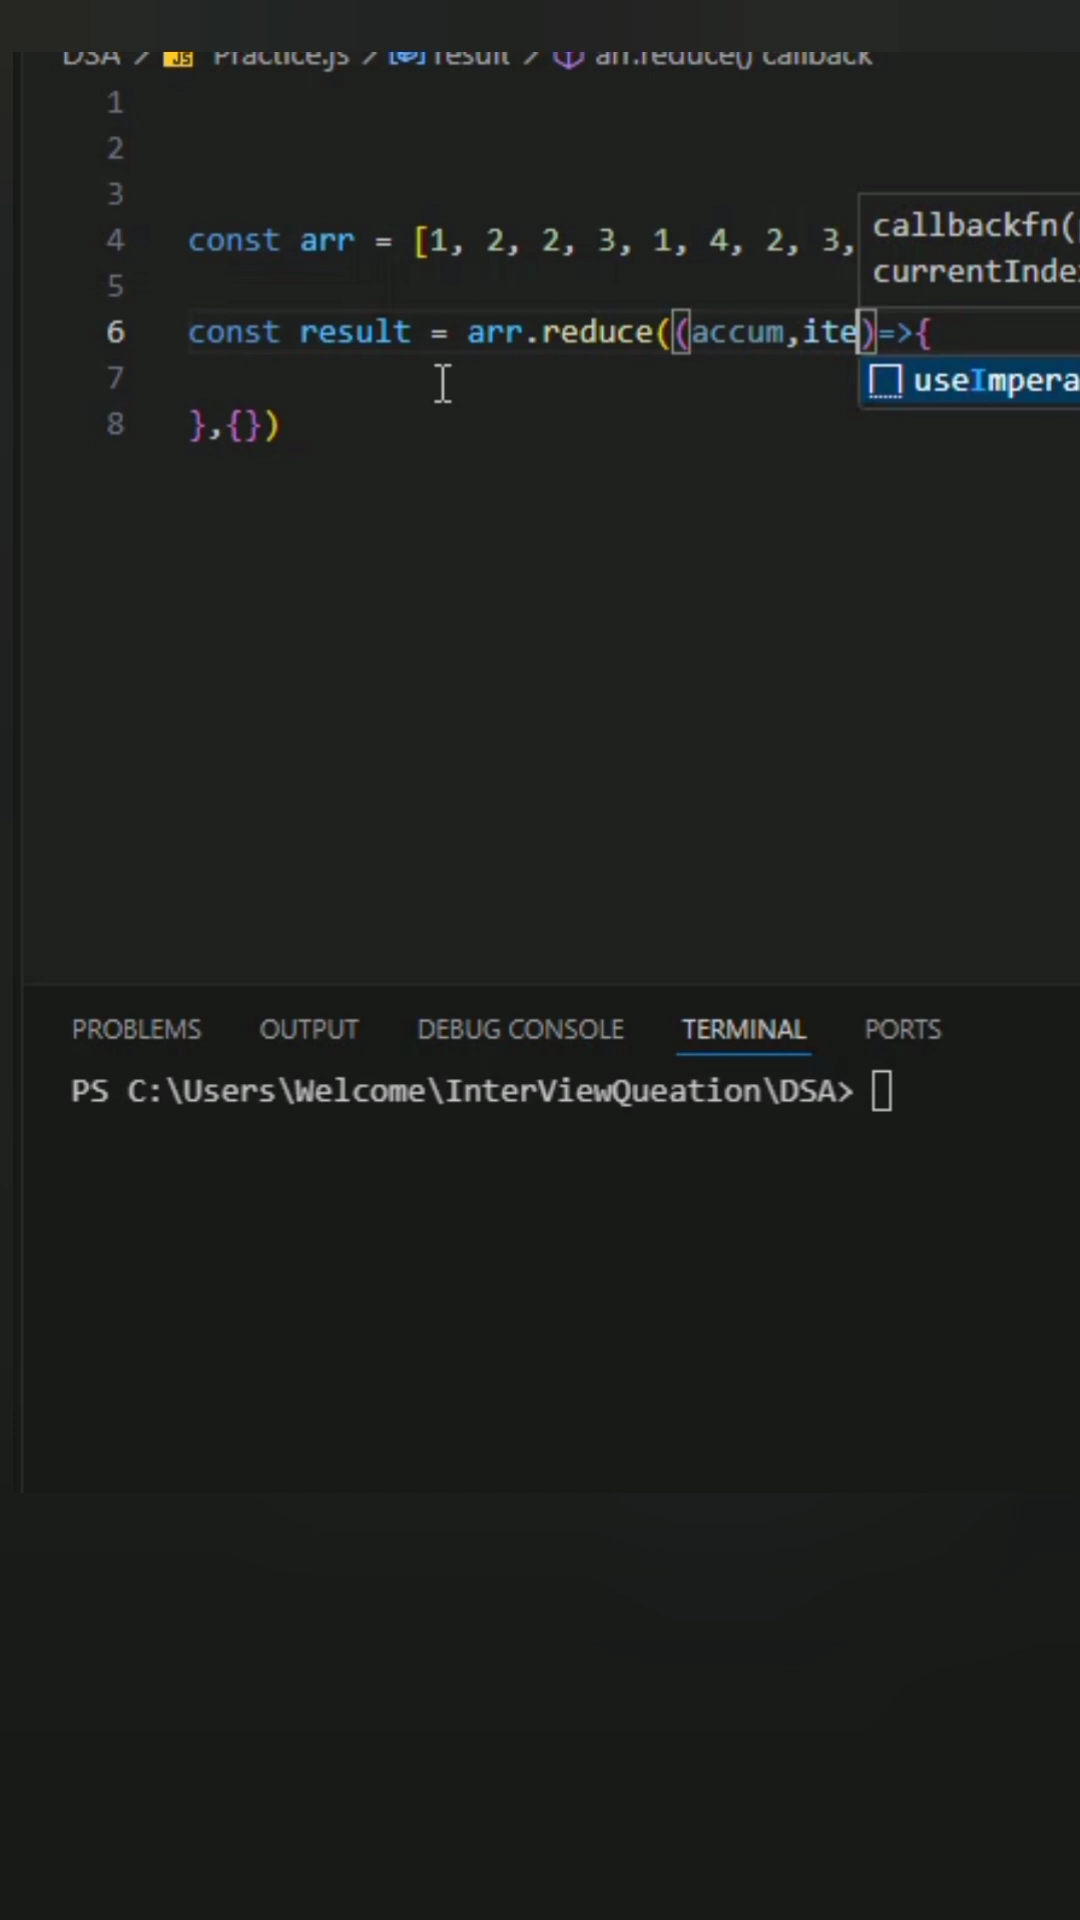 DSA > JS Practice.js > result > arr.reduce() callback
1
2
3
4 const arr = [1, 2, 2, 3, 1, 4, 2, 3,
callbackfn(
currentInde
5
6 const result = arr.reduce((accum,ite)=>{
7
useImpera
8 },{})
PROBLEMS OUTPUT DEBUG CONSOLE TERMINAL PORTS
PS C:\Users\Welcome\InterViewQueation\DSA>